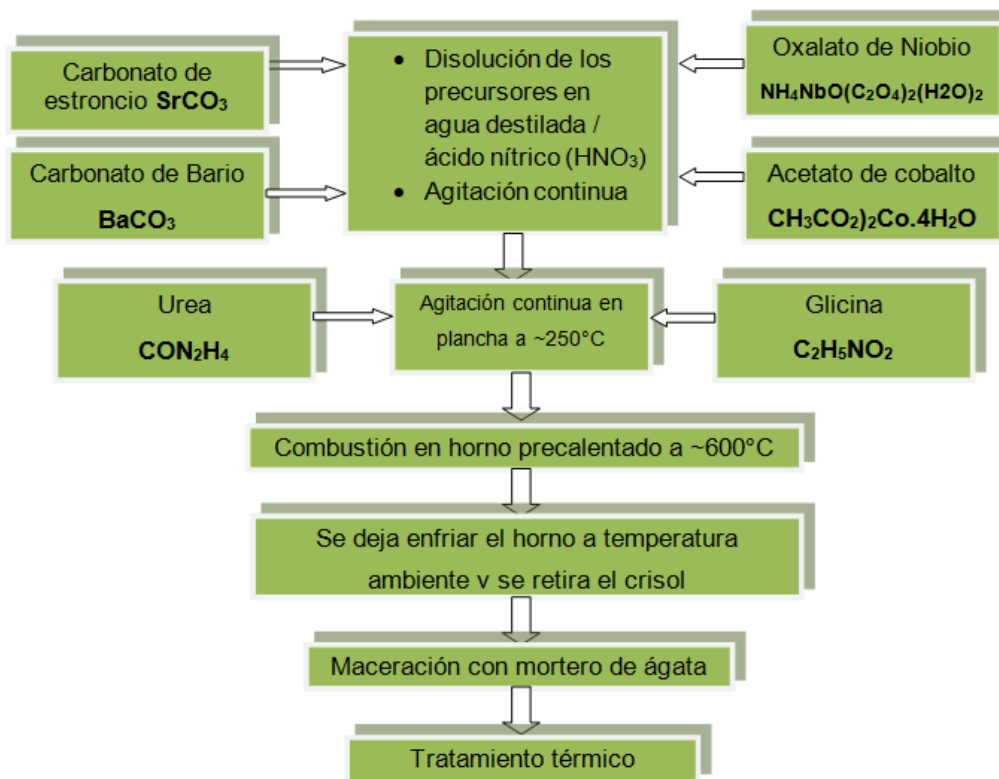 Carbonato de
estroncio SrCO₃
• Disolución de los
precursores en
agua destilada /
ácido nítrico (HNO₃)
• Agitación continua
Oxalato de Niobio
NH₄NbO(C₂O₄)₂(H2O)₂
Carbonato de Bario
BaCO₃
Acetato de cobalto
CH₃CO₂)₂Co.4H₂O
Urea
CON₂H₄
Agitación continua en
plancha a ~250°C
Glicina
C₂H₅NO₂
Combustión en horno precalentado a ~600°C
Se deja enfriar el horno a temperatura
ambiente v se retira el crisol
Maceración con mortero de ágata
Tratamiento térmico